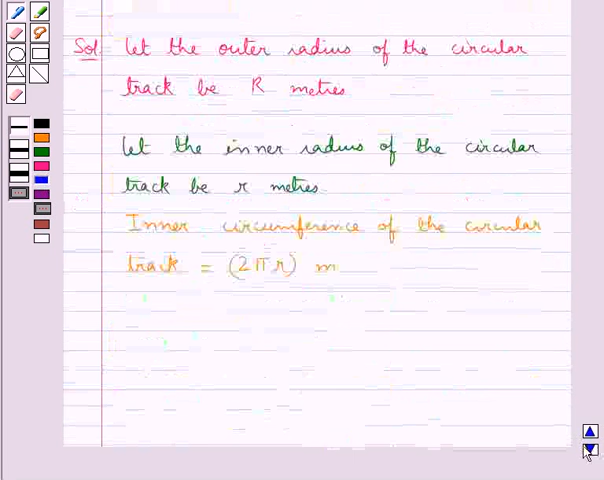 Sol. Let the outer radius of the circular
track be R metres
Let the inner radius of the circular
track be r metres.
Inner circumference of the circular
track = (2πr) m